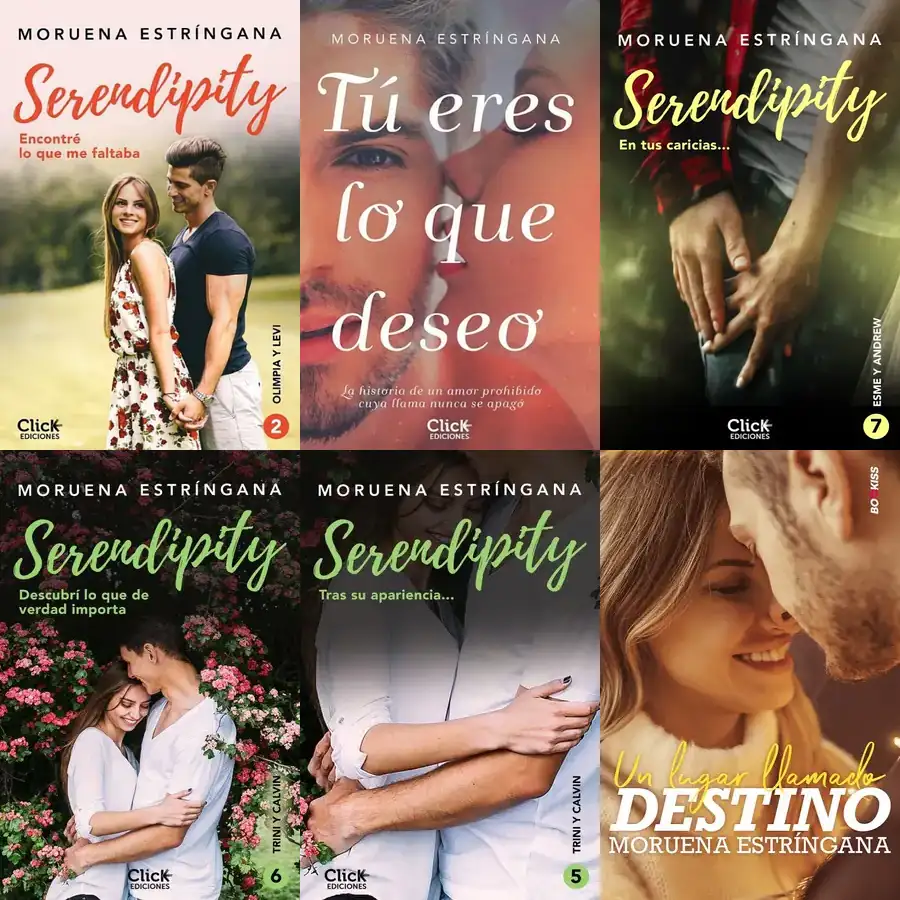 MORUENA ESTRÍNGANA
Serendipity
Encontré
lo que me faltaba
OLIMPIA Y LEVI
Click
EDICIONES
2
MORUENA ESTRÍNGANA
Tú eres
lo que
deseo
La historia de un amor prohibido
cuya llama nunca se apagó
Click
EDICIONES
MORUENA ESTRÍNGANA
Serendipity
En tus caricias...
ESME Y ANDREW
Click
EDICIONES
7
MORUENA ESTRÍNGANA
Serendipity
Descubrí lo que de
verdad importa
TRINI Y CALVIN
Click
EDICIONES
6
MORUENA ESTRÍNGANA
Serendipity
Tras su apariencia...
TRINI Y CALVIN
Click
EDICIONES
5
BOOKISS
Un lugar llamado
DESTINO
MORUENA ESTRÍNGANA